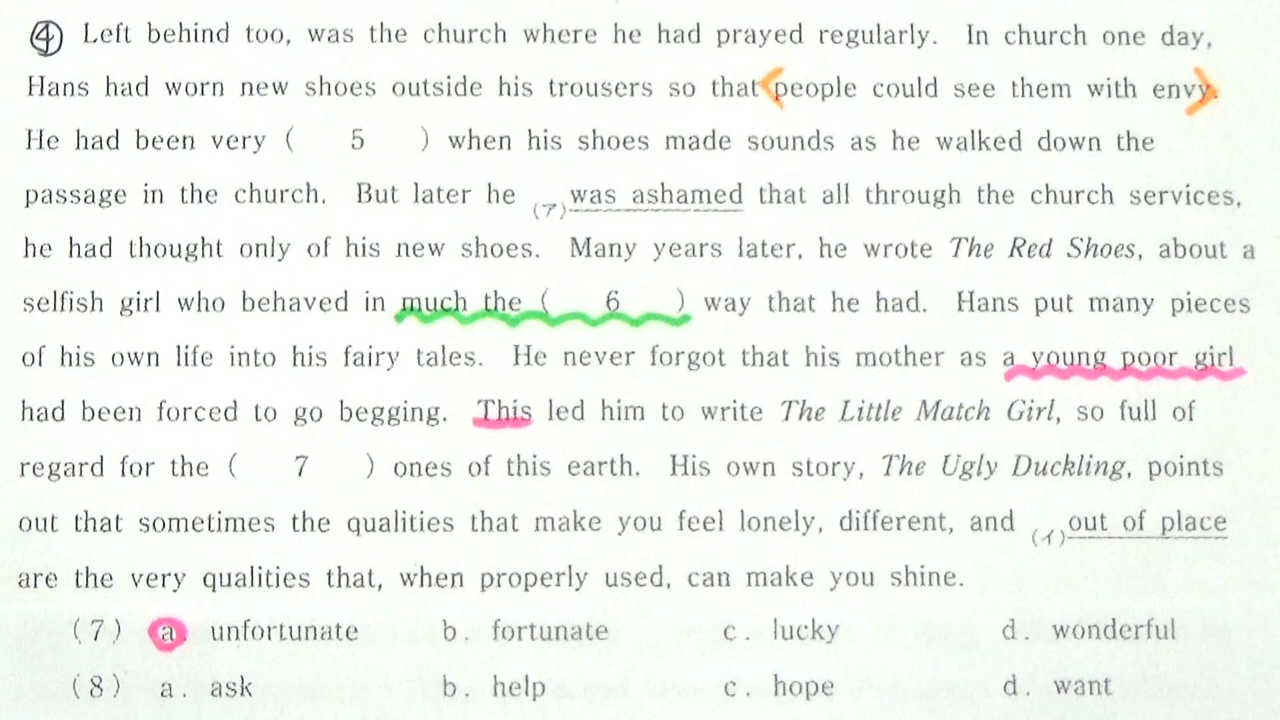 ④ Left behind too, was the church where he had prayed regularly. In church one day,
Hans had worn new shoes outside his trousers so that people could see them with envy.
He had been very ( 5 ) when his shoes made sounds as he walked down the
passage in the church. But later he (ア)was ashamed that all through the church services,
he had thought only of his new shoes. Many years later, he wrote The Red Shoes, about a
selfish girl who behaved in much the ( 6 ) way that he had. Hans put many pieces
of his own life into his fairy tales. He never forgot that his mother as a young poor girl
had been forced to go begging. This led him to write The Little Match Girl, so full of
regard for the ( 7 ) ones of this earth. His own story, The Ugly Duckling, points
out that sometimes the qualities that make you feel lonely, different, and (イ)out of place
are the very qualities that, when properly used, can make you shine.
(7) a. unfortunate b. fortunate c. lucky d. wonderful
(8) a. ask b. help c. hope d. want